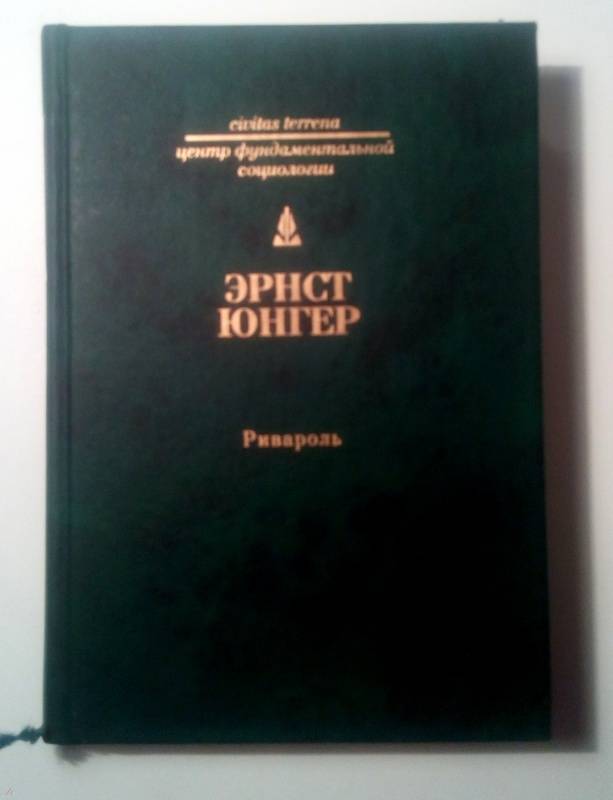 civitas terrena
центр фундаментальной
социологии
ЭРНСТ
ЮНГЕР
Ривароль